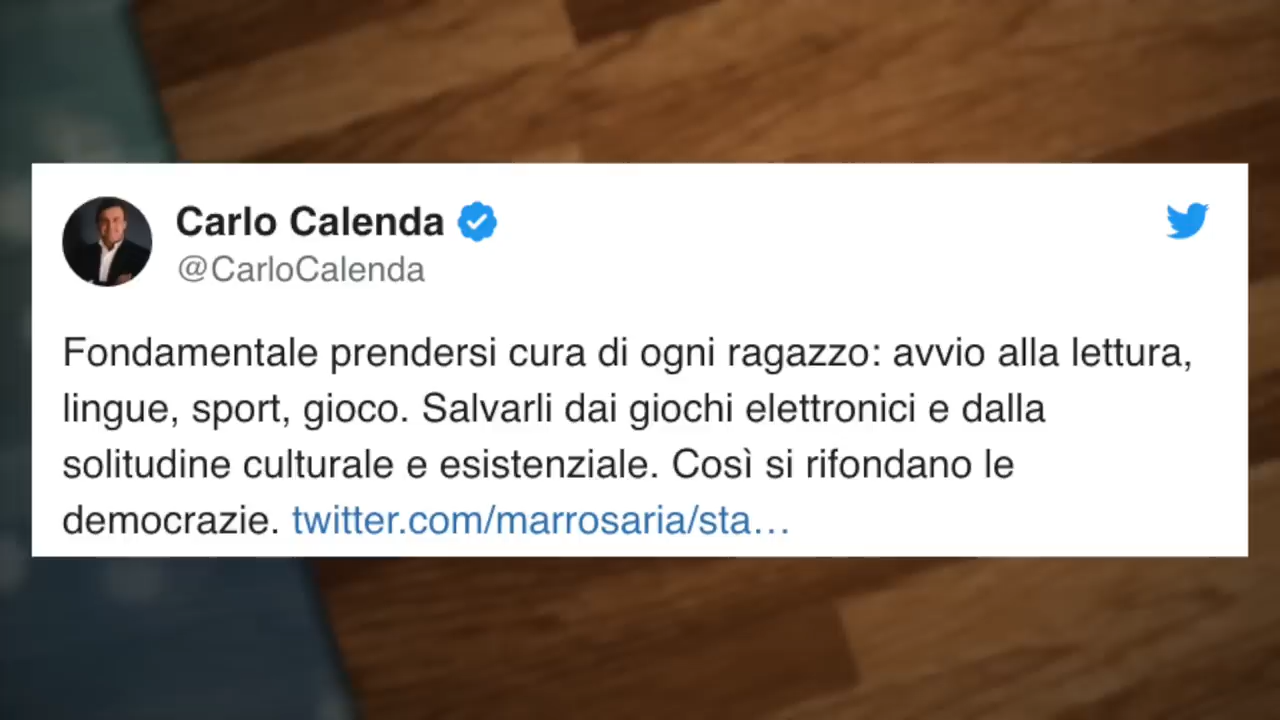 Carlo Calenda
@CarloCalenda
Fondamentale prendersi cura di ogni ragazzo: avvio alla lettura,
lingue, sport, gioco. Salvarli dai giochi elettronici e dalla
solitudine culturale e esistenziale. Così si rifondano le
democrazie. twitter.com/marrosaria/sta…